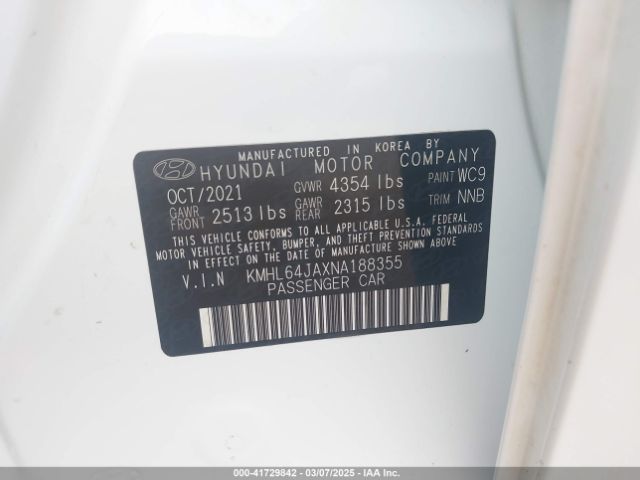 MANUFACTURED IN KOREA BY
HYUNDAI MOTOR COMPANY
OCT/2021 GVWR 4354 lbs PAINT WC9
GAWR FRONT 2513 lbs GAWR REAR 2315 lbs TRIM NNB
THIS VEHICLE CONFORMS TO ALL APPLICABLE U.S.A. FEDERAL
MOTOR VEHICLE SAFETY, BUMPER, AND THEFT PREVENTION STANDARDS
IN EFFECT ON THE DATE OF MANUFACTURE SHOWN ABOVE.
V.I.N KMHL64JAXNA188355
PASSENGER CAR
000-41729842 — 03/07/2025 — IAA, Inc.